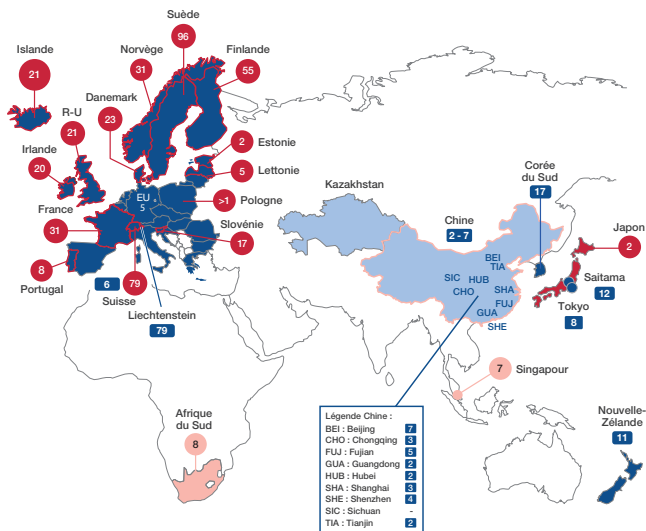 Suède
96
Islande
21
Norvège
31
Finlande
55
R-U
21
Danemark
23
Irlande
20
2
Estonie
5
Lettonie
EU
5
>1
Pologne
France
31
Slovénie
17
8
Portugal
6
Suisse
79
Liechtenstein
79
Kazakhstan
Chine
2 - 7
Corée
du Sud
17
Japon
2
BEI
TIA
SIC
HUB
CHO
SHA
FUJ
GUA
SHE
Saitama
12
Tokyo
8
7
Singapour
Afrique
du Sud
8
Nouvelle-
Zélande
11
Légende Chine :
BEI : Beijing 7
CHO : Chongqing 3
FUJ : Fujian 5
GUA : Guangdong 2
HUB : Hubei 2
SHA : Shanghai 3
SHE : Shenzhen 4
SIC : Sichuan -
TIA : Tianjin 2